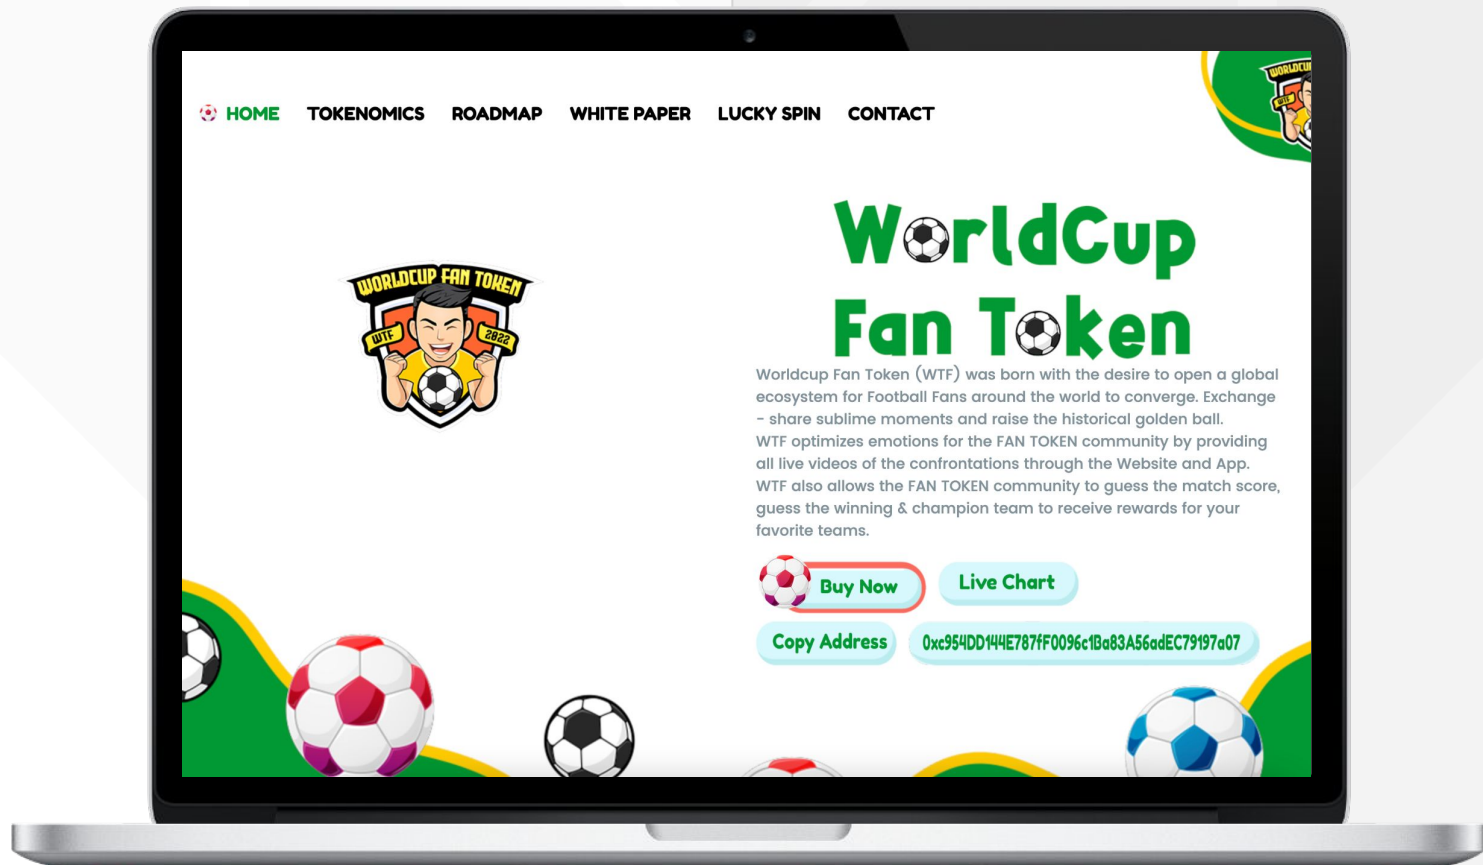 HOME TOKENOMICS ROADMAP WHITE PAPER LUCKY SPIN CONTACT
WORLDCUP FAN TOKEN
WTF 2022
WorldCup
Fan Token
Worldcup Fan Token (WTF) was born with the desire to open a global
ecosystem for Football Fans around the world to converge. Exchange
- share sublime moments and raise the historical golden ball.
WTF optimizes emotions for the FAN TOKEN community by providing
all live videos of the confrontations through the Website and App.
WTF also allows the FAN TOKEN community to guess the match score,
guess the winning & champion team to receive rewards for your
favorite teams.
Buy Now Live Chart
Copy Address 0xc954DD144E787fF0096c1Ba83A56adEC79197a07
WTF